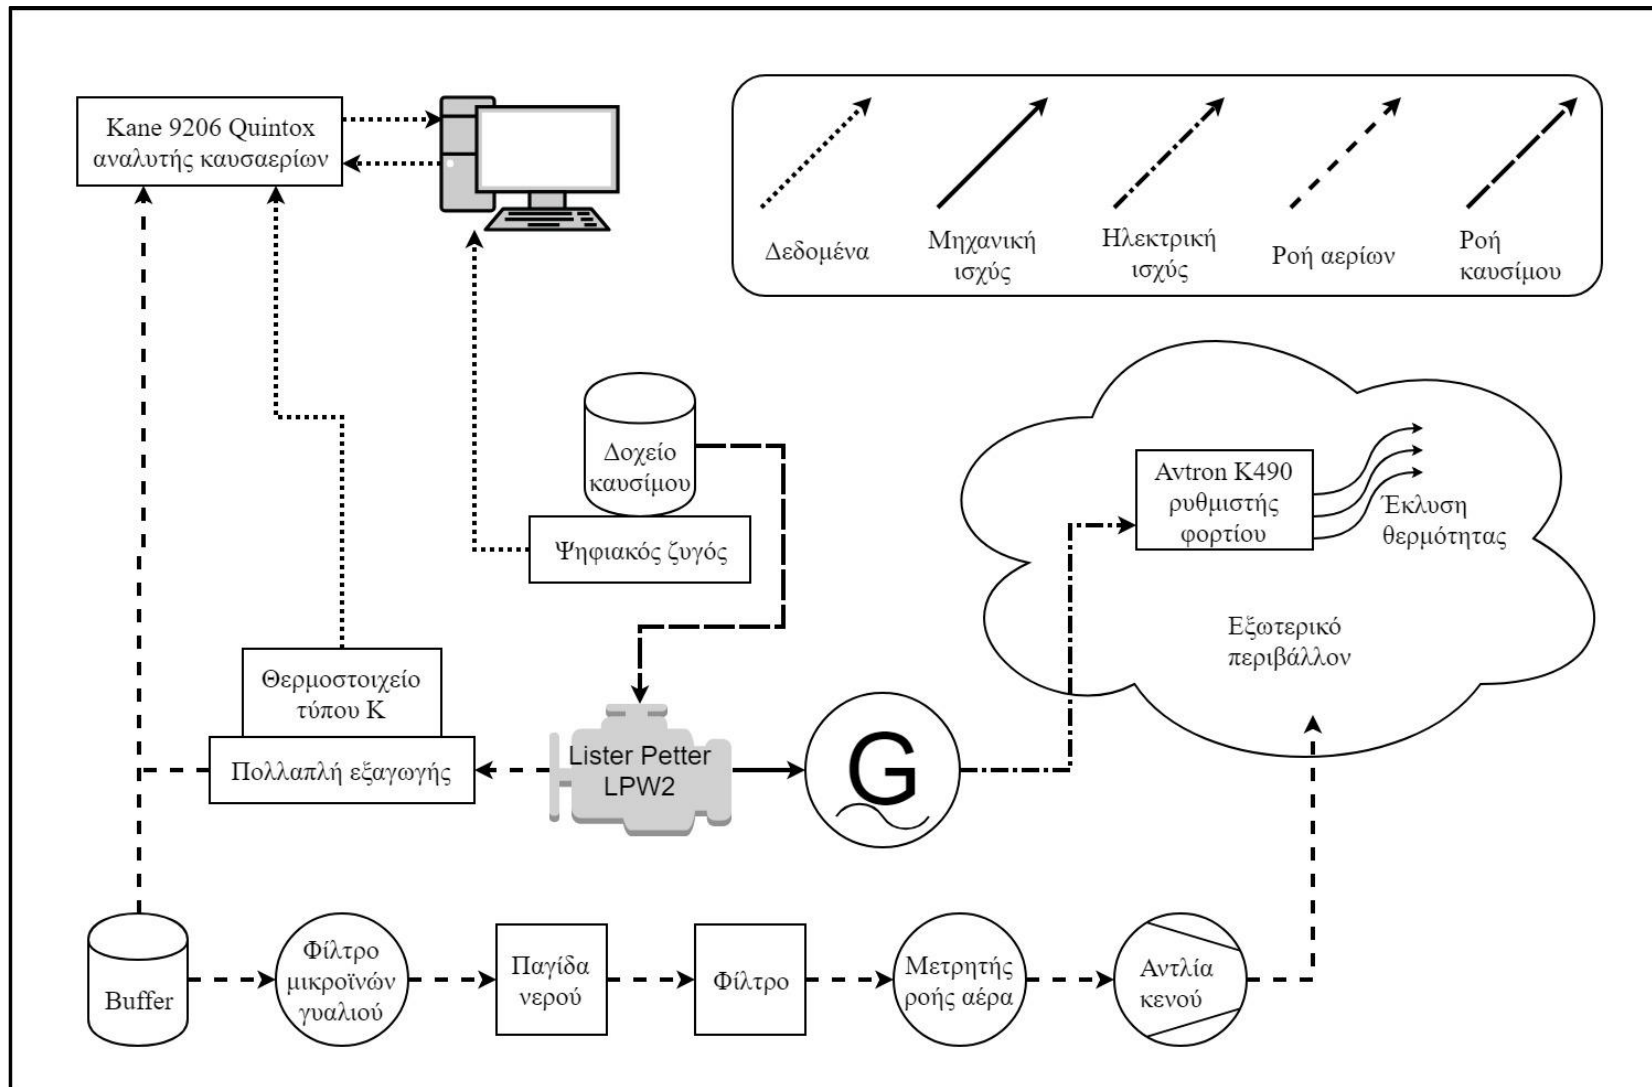 Kane 9206 Quintox
αναλυτής καυσαερίων
Δεδομένα
Μηχανική
ισχύς
Ηλεκτρική
ισχύς
Ροή αερίων
Ροή
καυσίμου
Δοχείο
καυσίμου
Ψηφιακός ζυγός
Avtron K490
ρυθμιστής
φορτίου
Έκλυση
θερμότητας
Εξωτερικό
περιβάλλον
Θερμοστοιχείο
τύπου Κ
Πολλαπλή εξαγωγής
Lister Petter
LPW2
G
Buffer
Φίλτρο
μικροϊνών
γυαλιού
Παγίδα
νερού
Φίλτρο
Μετρητής
ροής αέρα
Αντλία
κενού